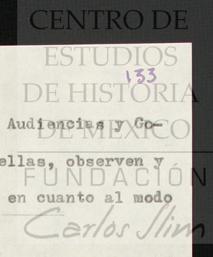 CENTRO DE
ESTUDIOS
133
DE HISTORIA
Audiencias y Go-
DE MÉXICO
ellas, observen y
FUNDACIÓN
en cuanto al modo
Carlos Slim